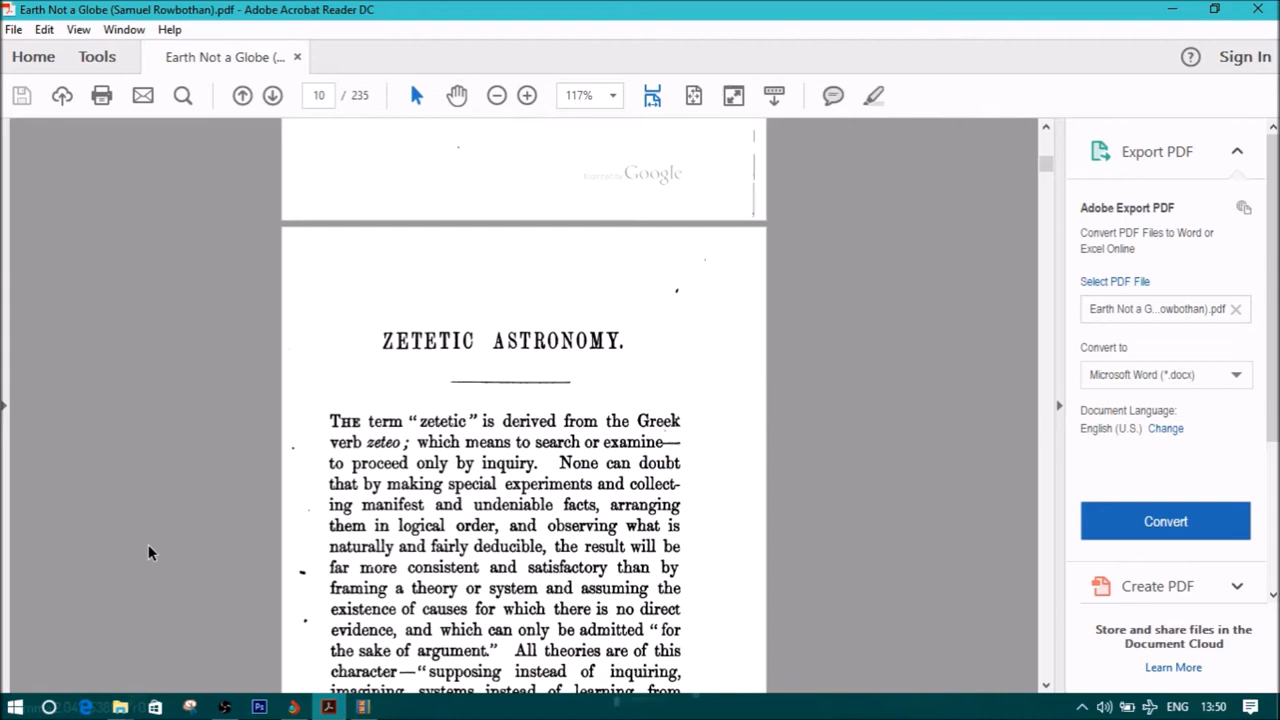 Earth Not a Globe (Samuel Rowbothan).pdf - Adobe Acrobat Reader DC
File Edit View Window Help
Home Tools Earth Not a Globe (... × Sign In
10 / 235 117%
Google
ZETETIC ASTRONOMY.
THE term “zetetic” is derived from the Greek
verb zeteo; which means to search or examine—
to proceed only by inquiry. None can doubt
that by making special experiments and collect-
ing manifest and undeniable facts, arranging
them in logical order, and observing what is
naturally and fairly deducible, the result will be
far more consistent and satisfactory than by
framing a theory or system and assuming the
existence of causes for which there is no direct
evidence, and which can only be admitted “for
the sake of argument.” All theories are of this
character—“supposing instead of inquiring,
imagining systems instead of learning from
Export PDF
Adobe Export PDF
Convert PDF Files to Word or
Excel Online
Select PDF File
Earth Not a G...owbothan).pdf ×
Convert to
Microsoft Word (*.docx)
Document Language:
English (U.S.) Change
Convert
Create PDF
Store and share files in the
Document Cloud
Learn More
ENG 13:50